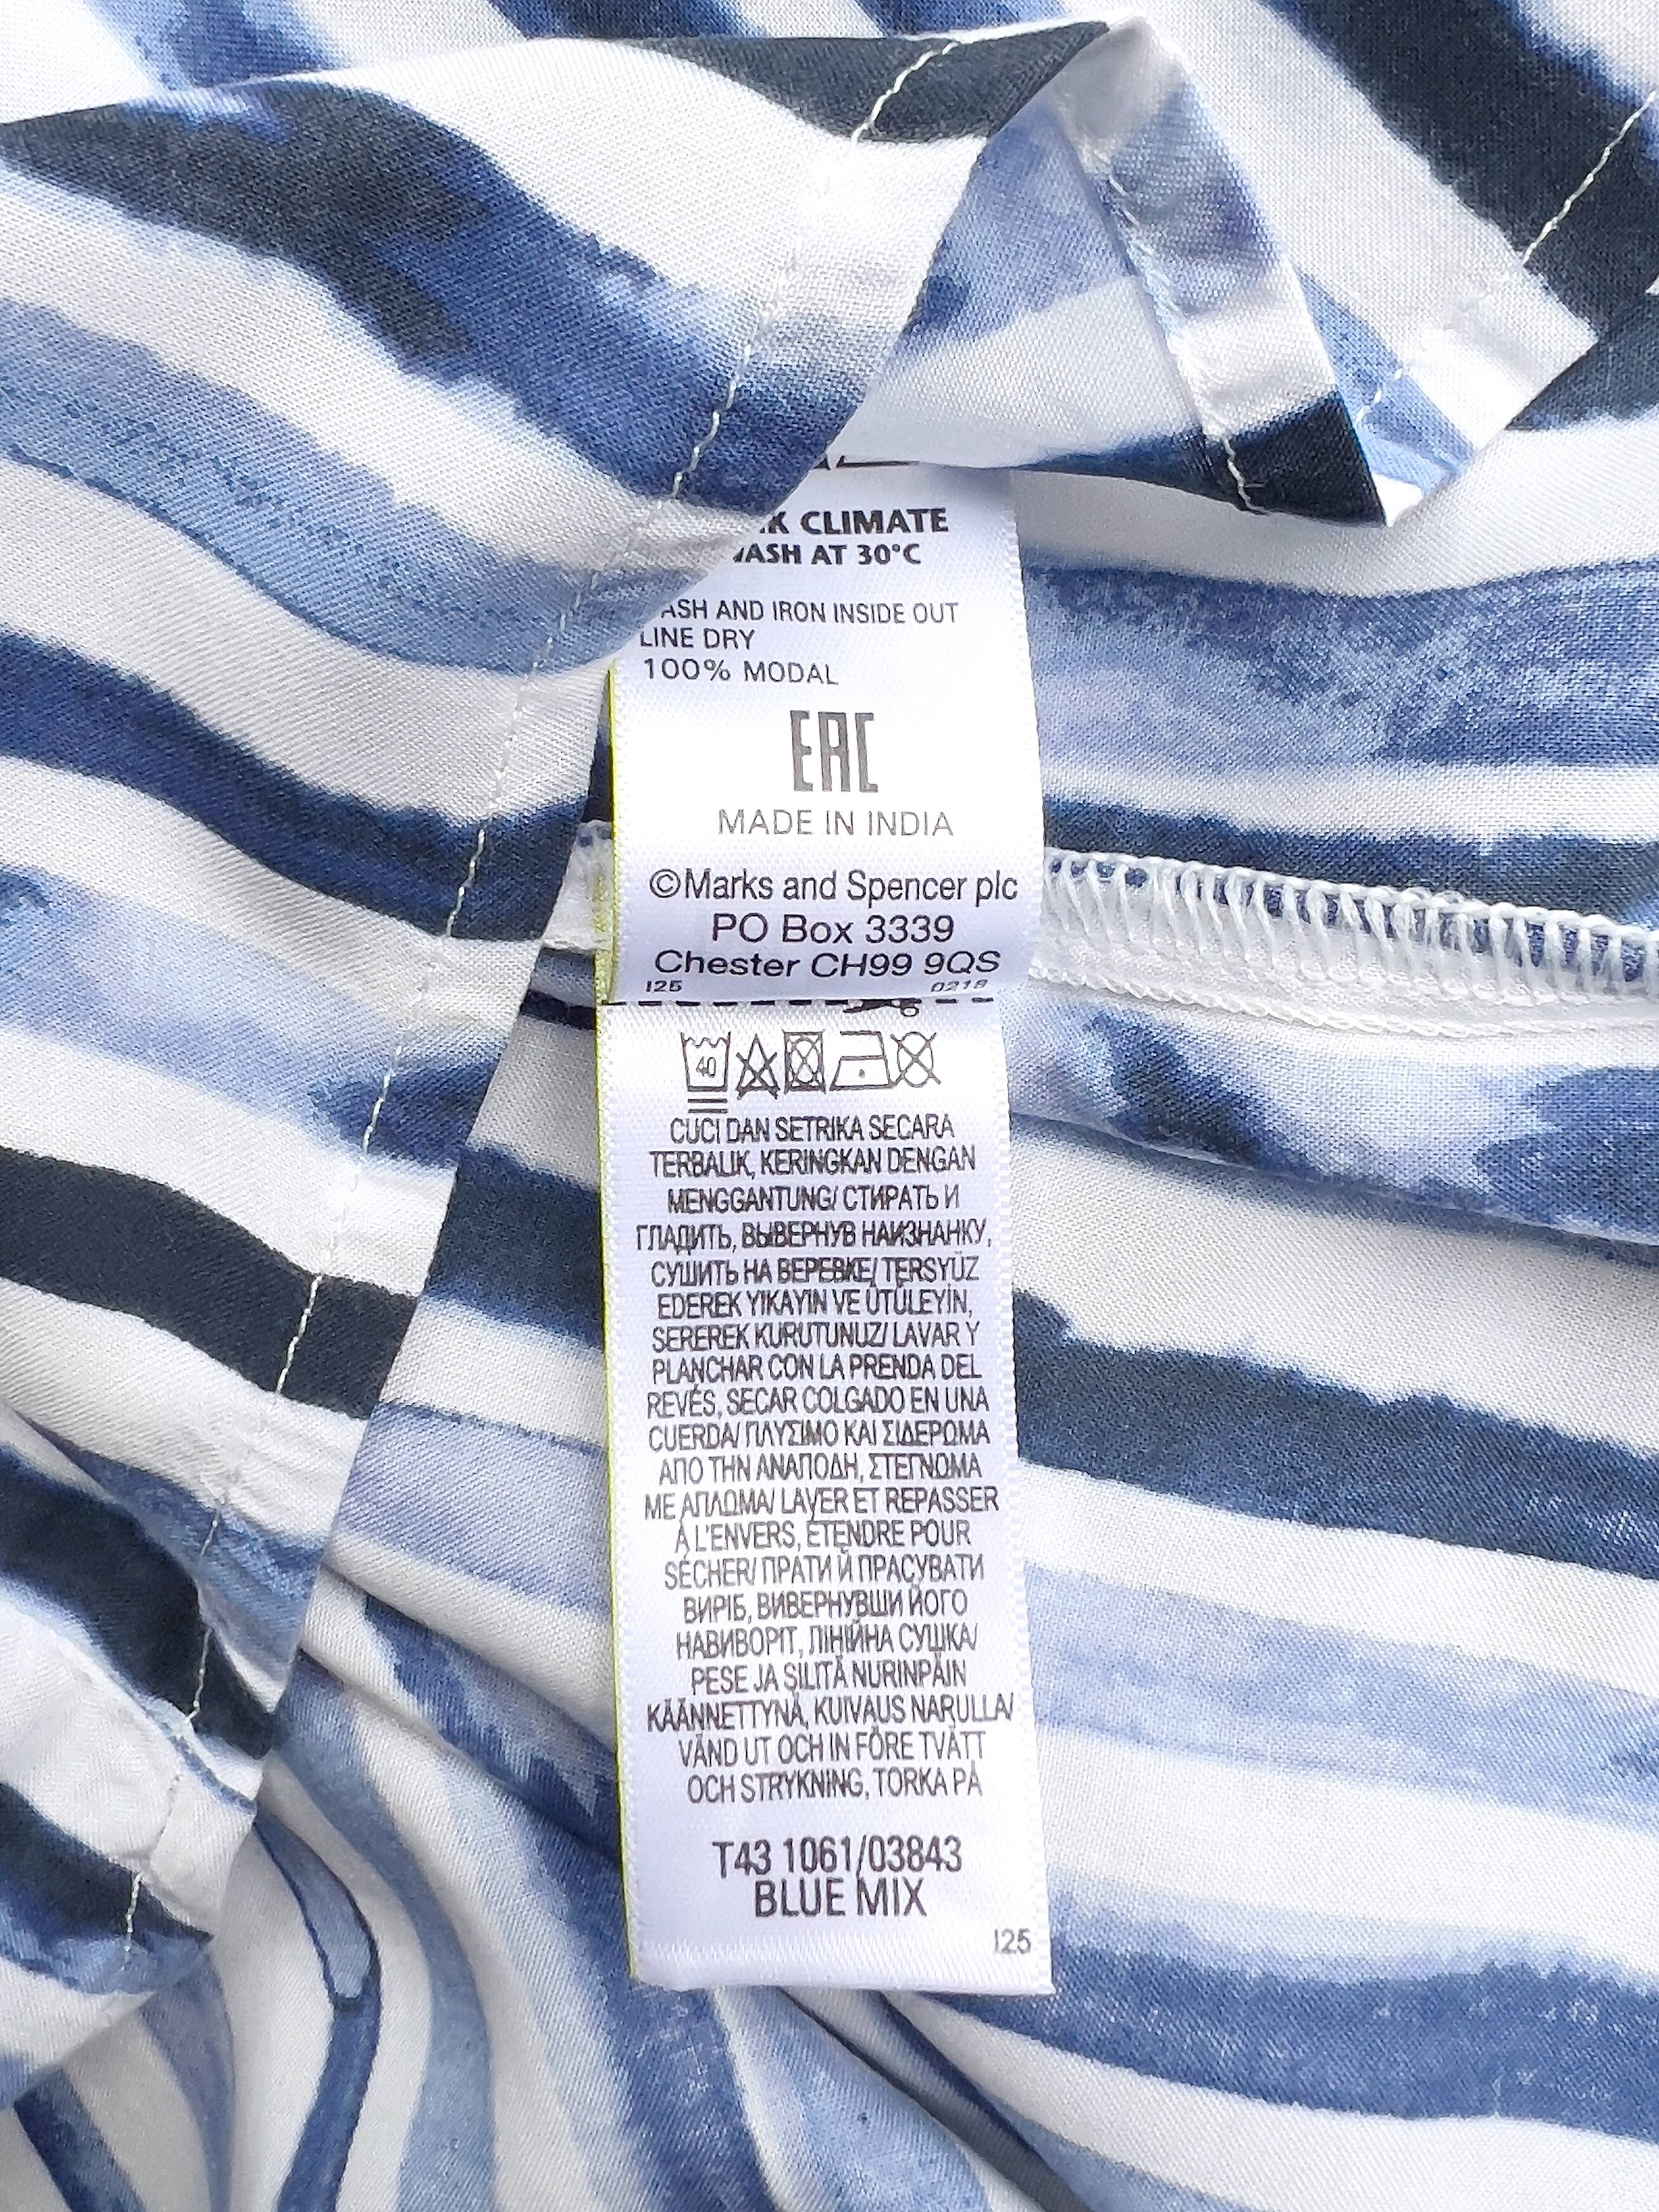 CLIMATE
WASH AT 30°C
AND IRON INSIDE OUT
LINE DRY
100% MODAL
EAC
MADE IN INDIA
©Marks and Spencer plc
PO Box 3339
Chester CH99 9QS
I25 0218
40
CUCI DAN SETRIKA SECARA
TERBALIK, KERINGKAN DENGAN
MENGGANTUNG/ СТИРАТЬ И
ГЛАДИТЬ, ВЫВЕРНУВ НАИЗНАНКУ,
СУШИТЬ НА ВЕРЕВКЕ/ TERSYÜZ
EDEREK YIKAYIN VE ÜTÜLEYİN,
SEREREK KURUTUNUZ/ LAVAR Y
PLANCHAR CON LA PRENDA DEL
REVÉS, SECAR COLGADO EN UNA
CUERDA/ ΠΛΥΣΙΜΟ ΚΑΙ ΣΙΔΕΡΩΜΑ
ΑΠΟ ΤΗΝ ΑΝΑΠΟΔΗ, ΣΤΕΓΝΩΜΑ
ΜΕ ΑΠΛΩΜΑ/ LAVER ET REPASSER
À L'ENVERS, ÉTENDRE POUR
SÉCHER/ ПРАТИ Й ПРАСУВАТИ
ВИРІБ, ВИВЕРНУВШИ ЙОГО
НАВИВОРІТ, ЛІНІЙНА СУШКА/
PESE JA SILITÄ NURINPÄIN
KÄÄNNETTYNÄ, KUIVAUS NARULLA/
VÄND UT OCH IN FÖRE TVÄTT
OCH STRYKNING, TORKA PÅ
T43 1061/03843
BLUE MIX
I25